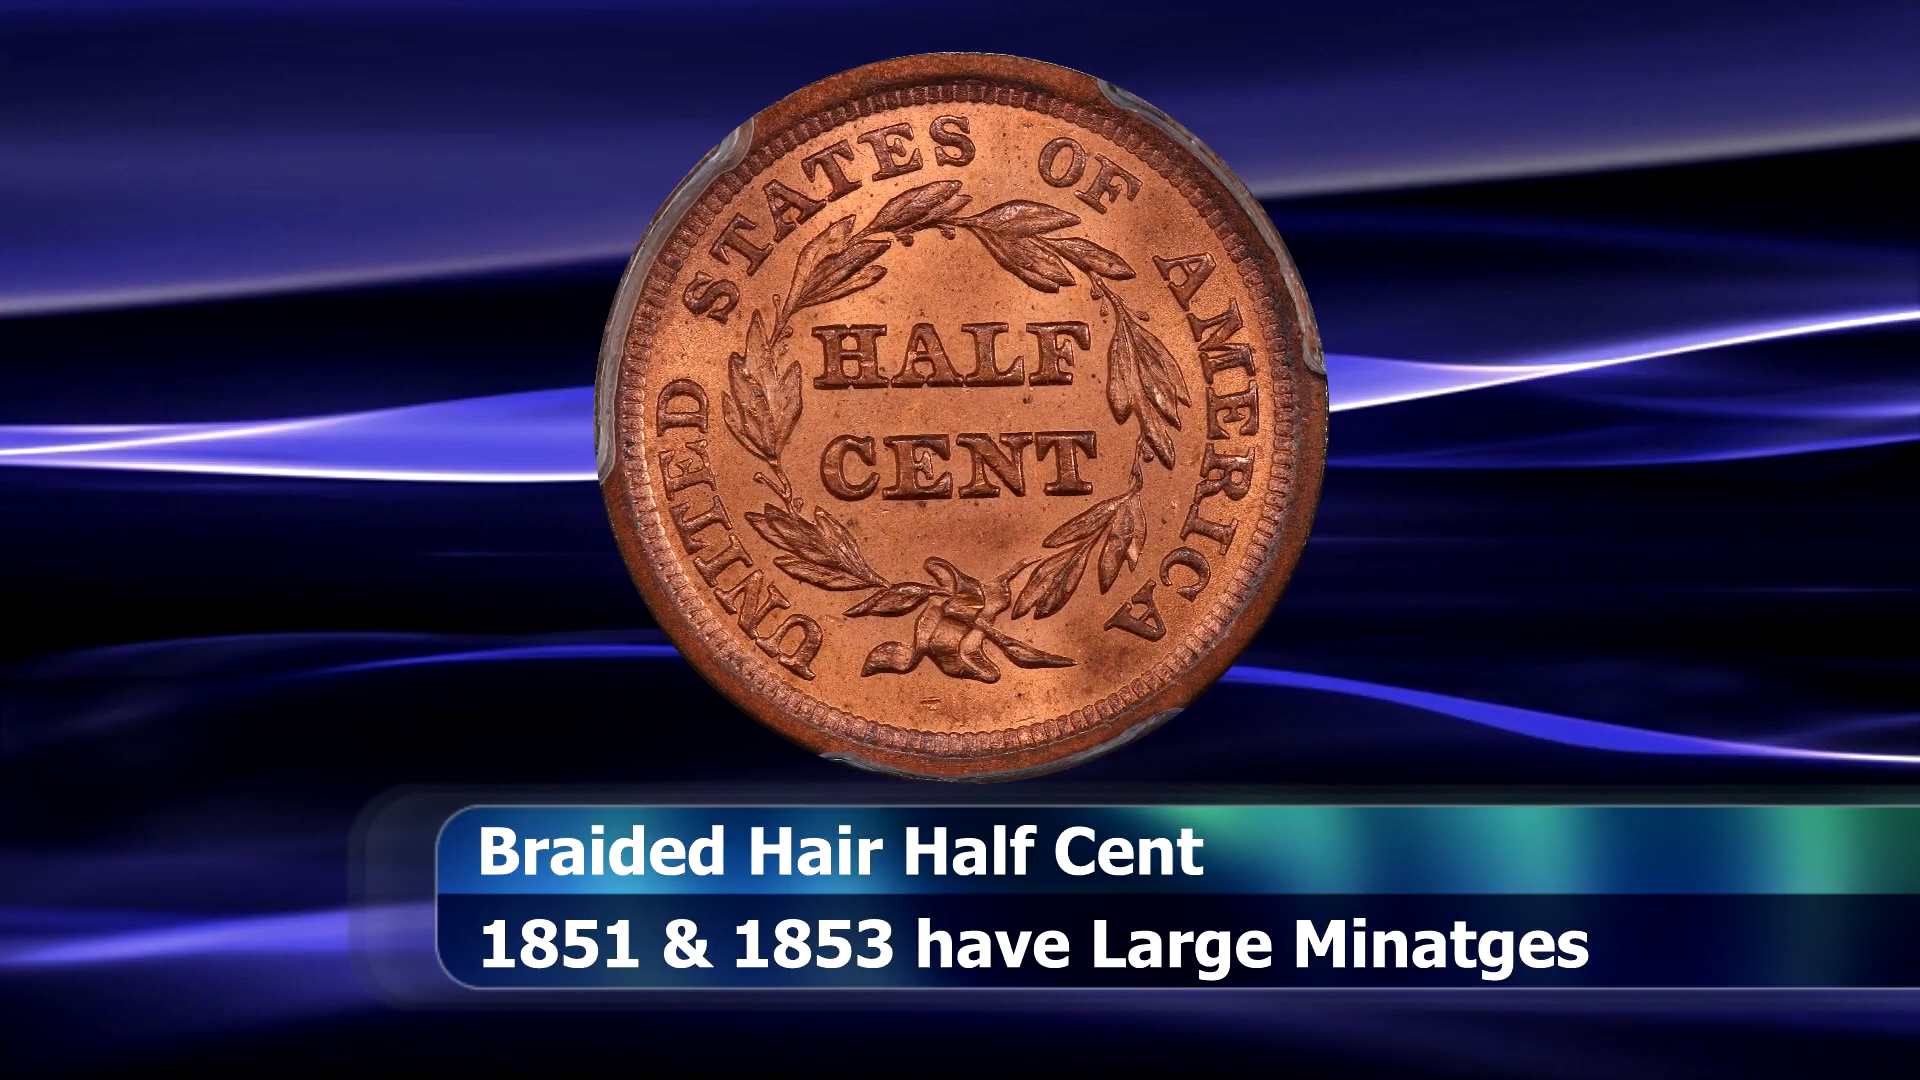 UNITED STATES OF AMERICA
HALF
CENT
Braided Hair Half Cent
1851 & 1853 have Large Minatges